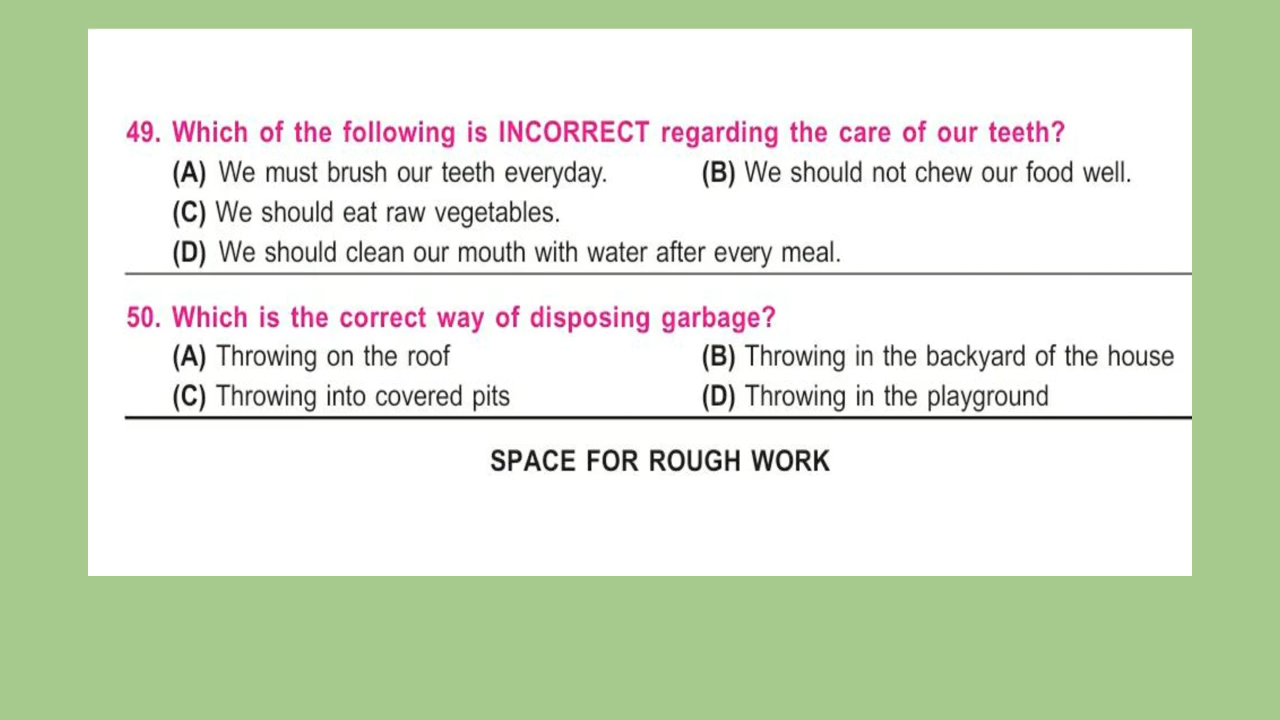 49. Which of the following is INCORRECT regarding the care of our teeth?
(A) We must brush our teeth everyday. (B) We should not chew our food well.
(C) We should eat raw vegetables.
(D) We should clean our mouth with water after every meal.
50. Which is the correct way of disposing garbage?
(A) Throwing on the roof (B) Throwing in the backyard of the house
(C) Throwing into covered pits (D) Throwing in the playground
SPACE FOR ROUGH WORK